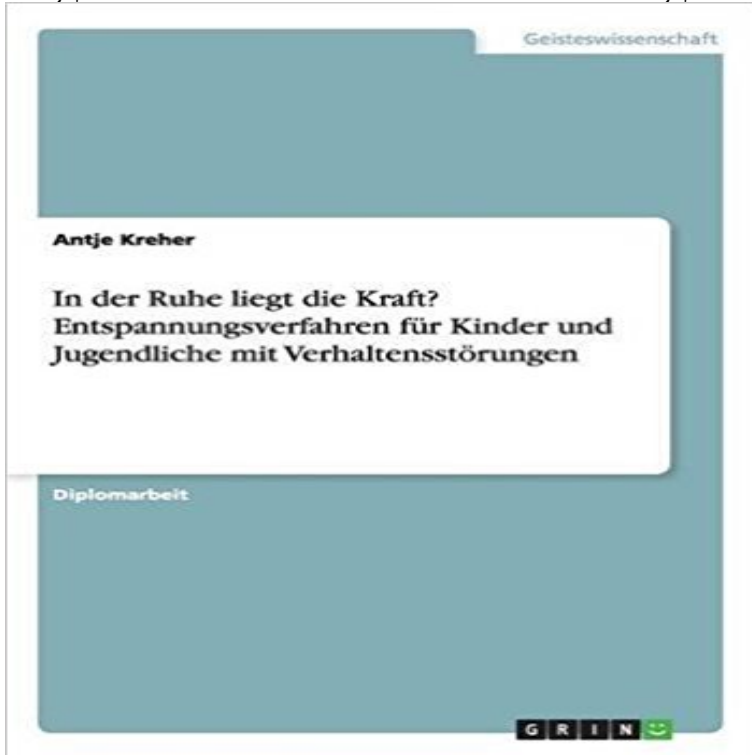 Geisteswissenschaft
Antje Kreher
In der Ruhe liegt die Kraft?
Entspannungsverfahren für Kinder und
Jugendliche mit Verhaltensstörungen
Diplomarbeit
GRIN